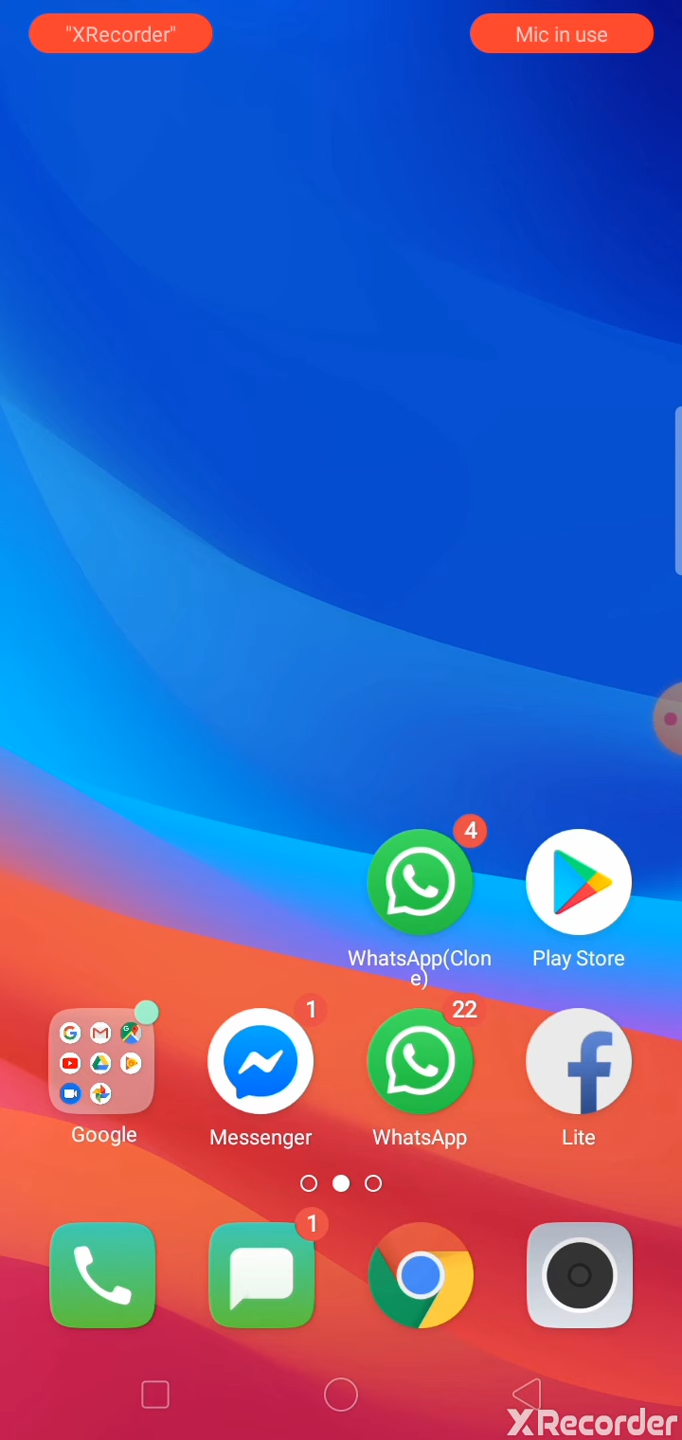 "XRecorder"
Mic in use
4
WhatsApp(Clon
e)
Play Store
1
22
Google
Messenger
WhatsApp
Lite
1
XRecorder